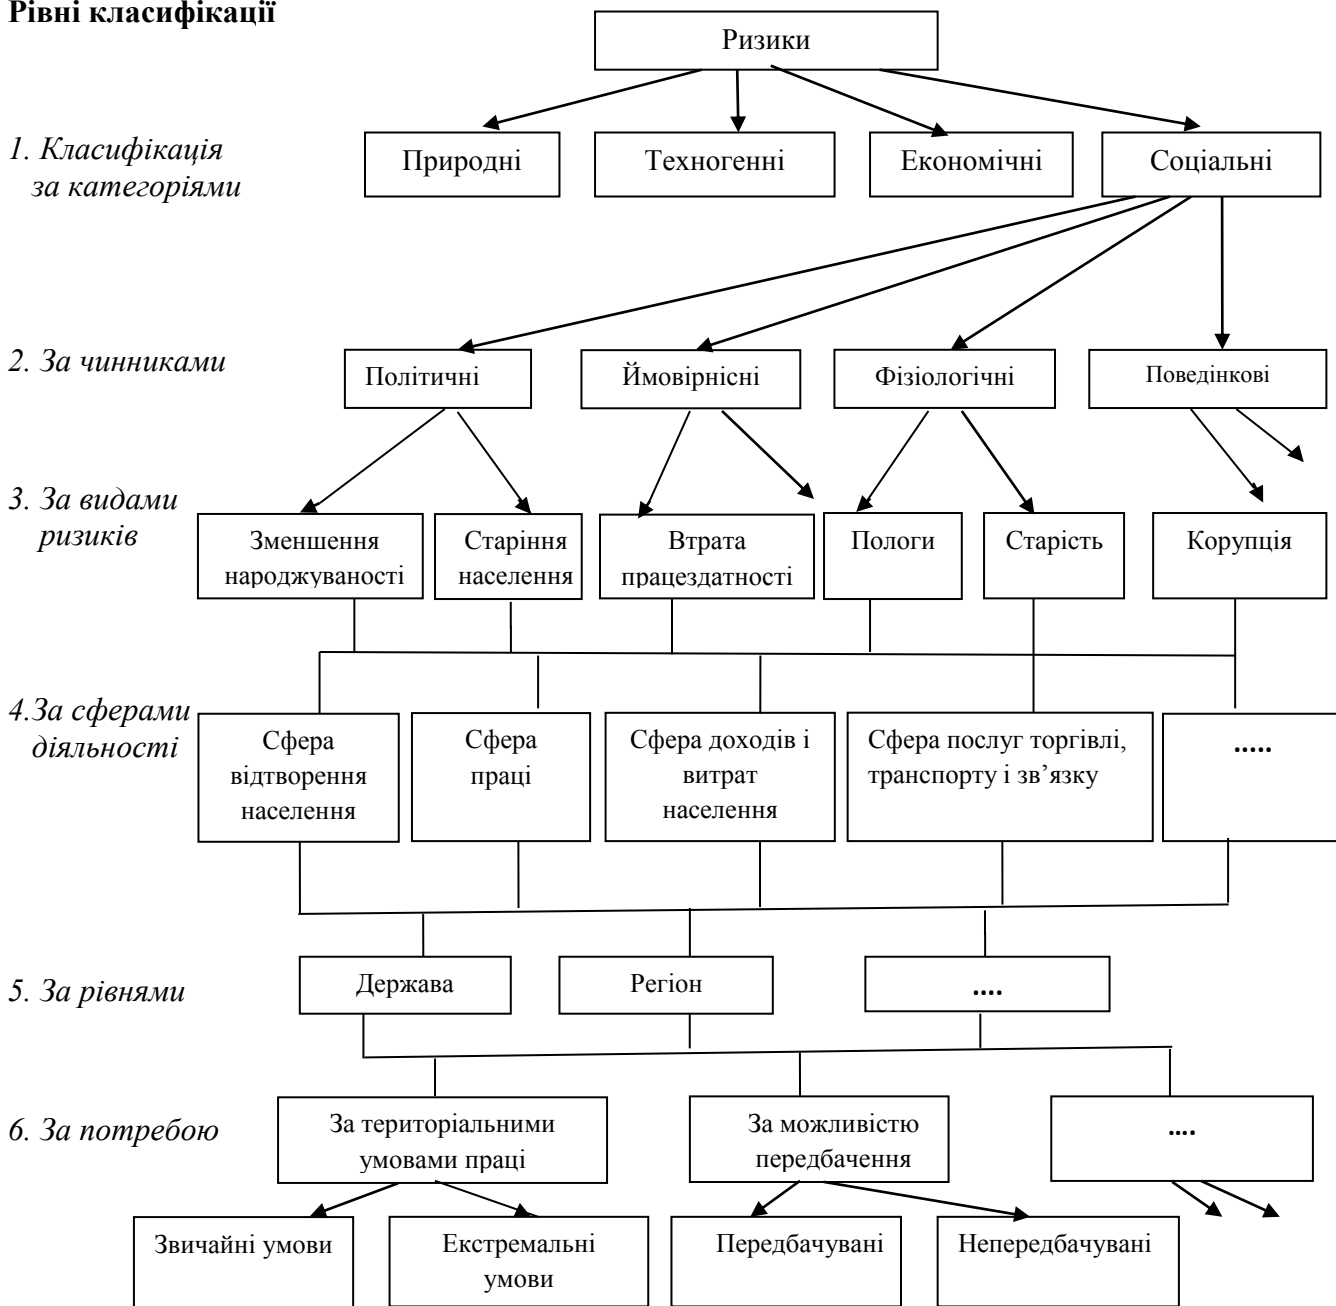 Рівні класифікації
Ризики
1. Класифікація
за категоріями
Природні
Техногенні
Економічні
Соціальні
2. За чинниками
Політичні
Ймовірнісні
Фізіологічні
Поведінкові
3. За видами
ризиків
Зменшення
народжуваності
Старіння
населення
Втрата
працездатності
Пологи
Старість
Корупція
4.За сферами
діяльності
Сфера
відтворення
населення
Сфера
праці
Сфера доходів і
витрат
населення
Сфера послуг торгівлі,
транспорту і зв’язку
.....
5. За рівнями
Держава
Регіон
....
6. За потребою
За територіальними
умовами праці
За можливістю
передбачення
....
Звичайні умови
Екстремальні
умови
Передбачувані
Непередбачувані